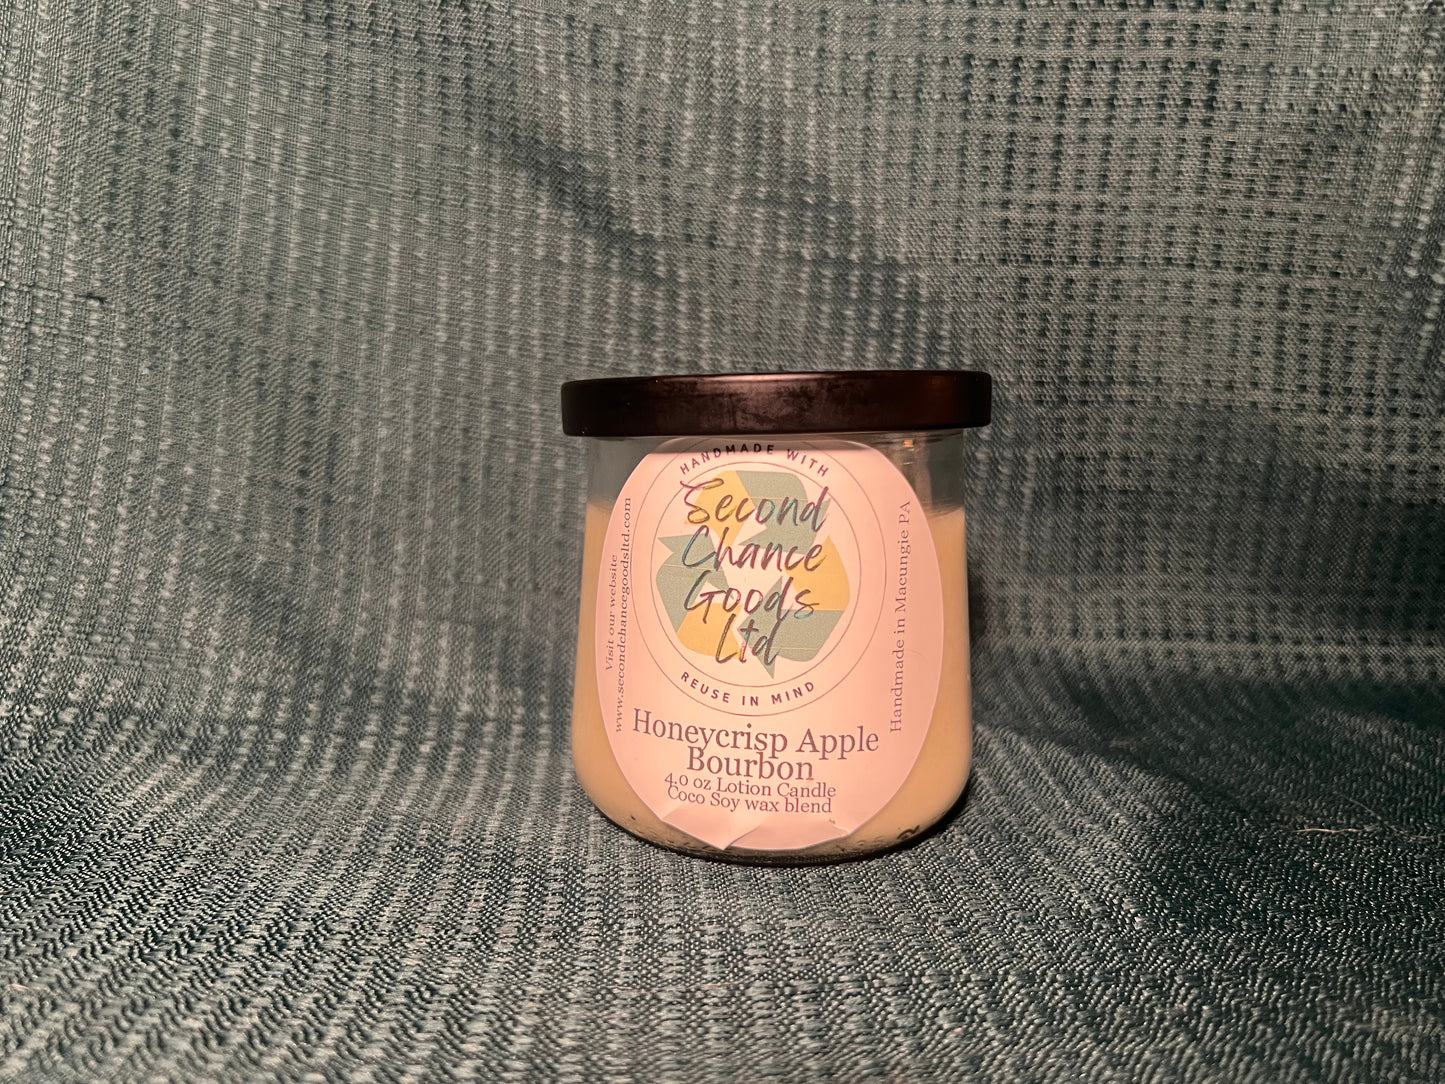 HANDMADE WITH
Second
Chance
Goods
Ltd
REUSE IN MIND
Visit our website
www.secondchancegoodsltd.com
Handmade in Macungie PA
Honeycrisp Apple
Bourbon
4.0 oz Lotion Candle
Coco Soy wax blend